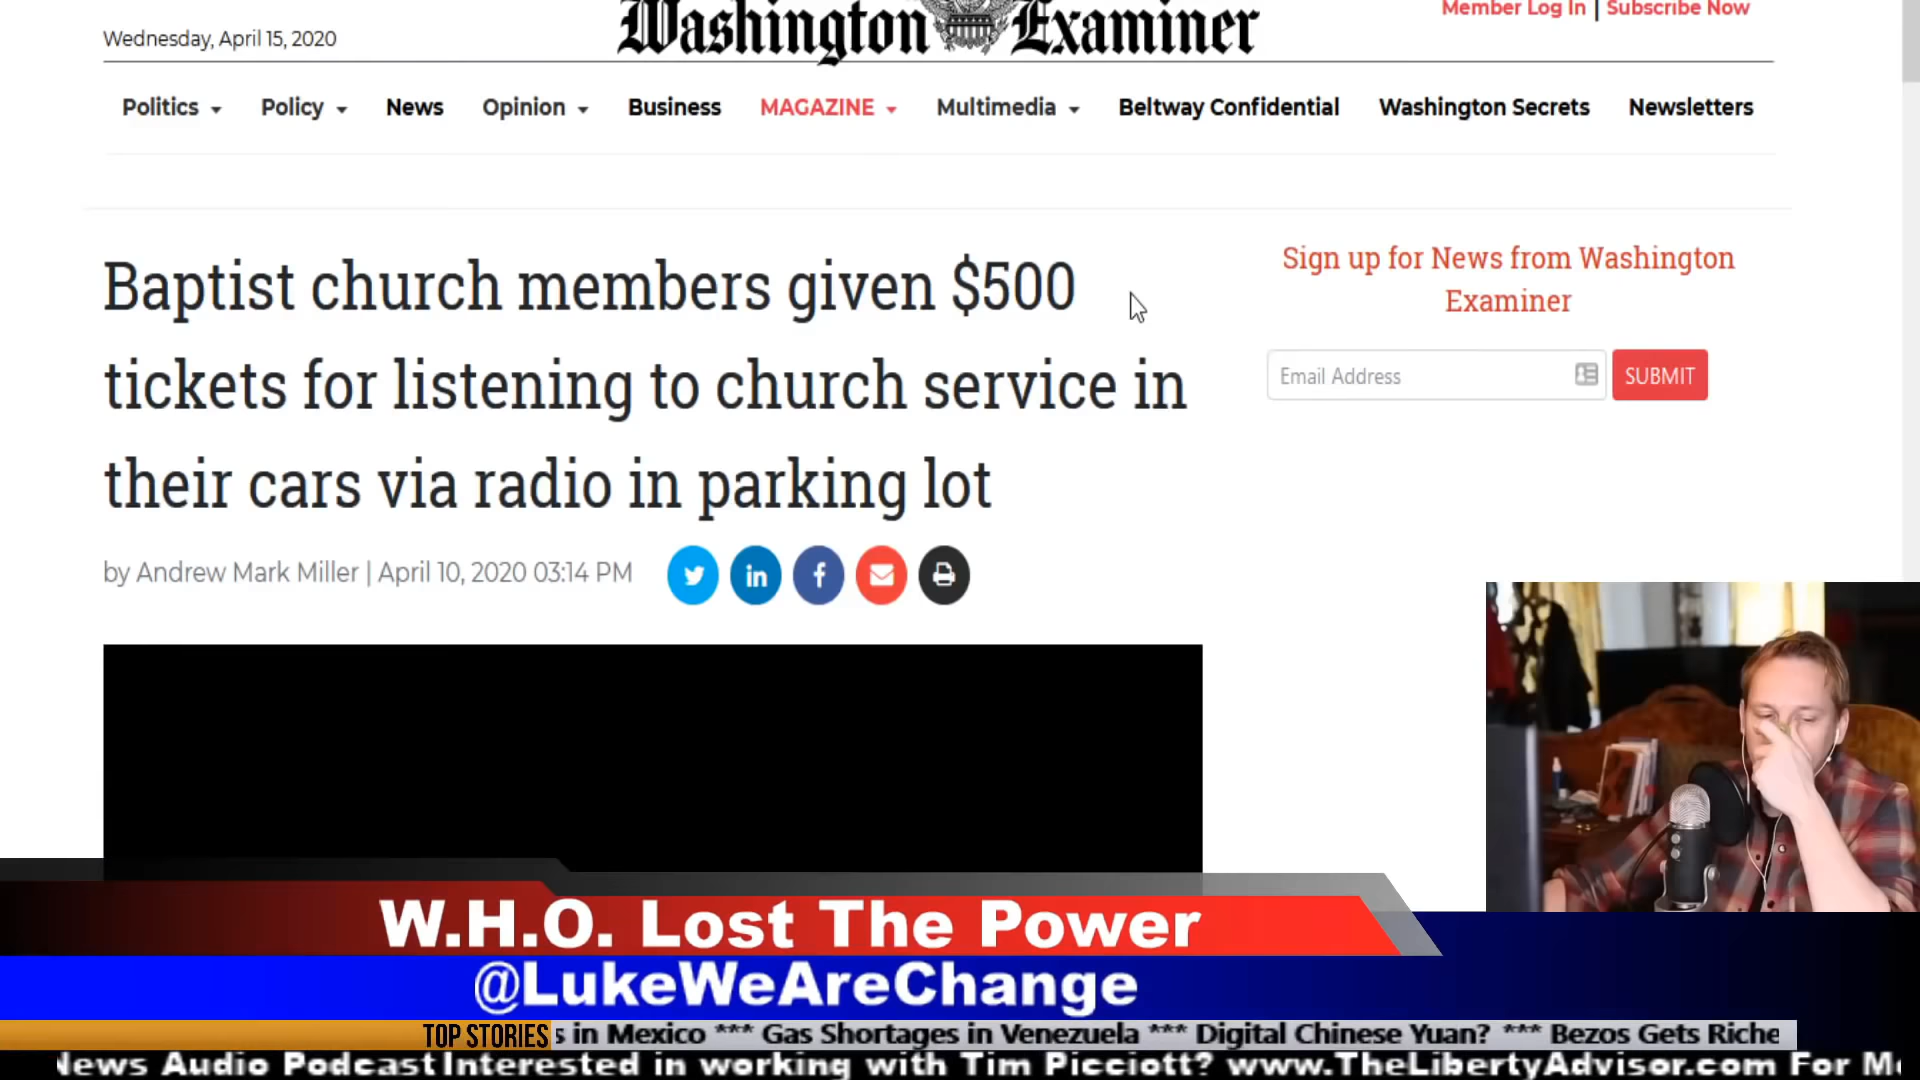 Member Log In | Subscribe Now
Washington Examiner
Wednesday, April 15, 2020
Politics Policy News Opinion Business MAGAZINE Multimedia Beltway Confidential Washington Secrets Newsletters
Baptist church members given $500
tickets for listening to church service in
their cars via radio in parking lot
by Andrew Mark Miller | April 10, 2020 03:14 PM
Sign up for News from Washington
Examiner
Email Address SUBMIT
W.H.O. Lost The Power
@LukeWeAreChange
TOP STORIES s in Mexico *** Gas Shortages in Venezuela *** Digital Chinese Yuan? *** Bezos Gets Riche
News Audio Podcast Interested in working with Tim Picciott? www.TheLibertyAdvisor.com For M